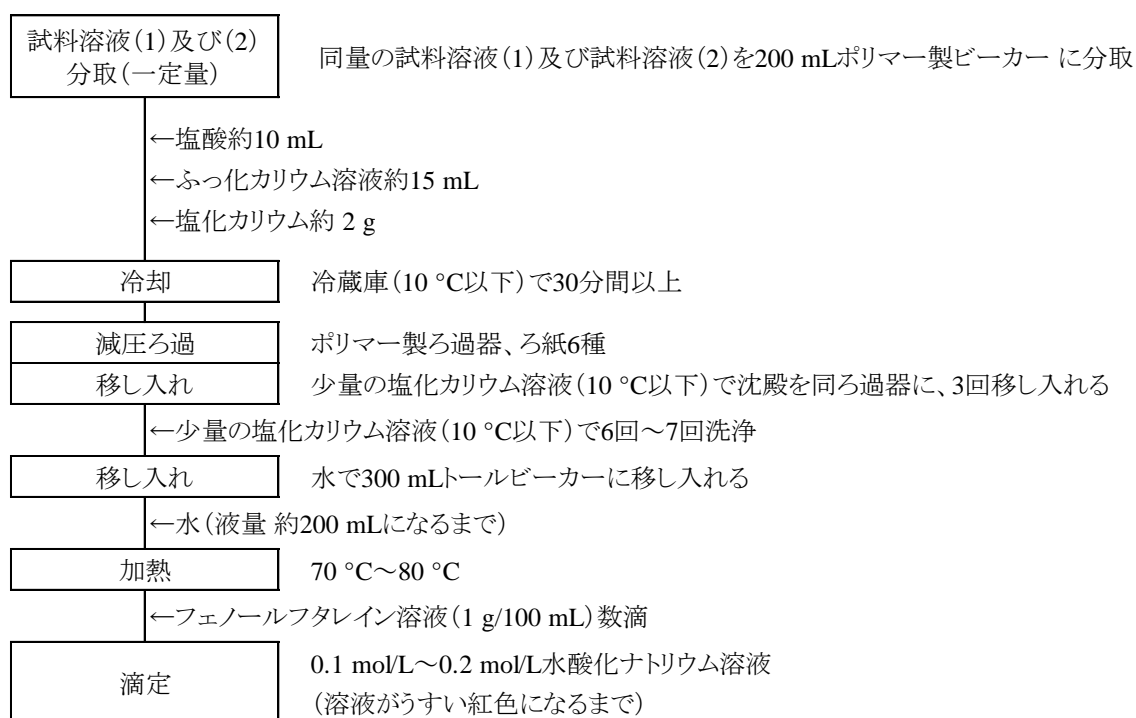 試料溶液(1)及び(2)
分取(一定量)
同量の試料溶液(1)及び試料溶液(2)を200 mLポリマー製ビーカー に分取
←塩酸約10 mL
←ふっ化カリウム溶液約15 mL
←塩化カリウム約 2 g
冷却
冷蔵庫(10 °C以下)で30分間以上
減圧ろ過
ポリマー製ろ過器、ろ紙6種
移し入れ
少量の塩化カリウム溶液(10 °C以下)で沈殿を同ろ過器に、3回移し入れる
←少量の塩化カリウム溶液(10 °C以下)で6回~7回洗浄
移し入れ
水で300 mLトールビーカーに移し入れる
←水(液量 約200 mLになるまで)
加熱
70 °C~80 °C
←フェノールフタレイン溶液(1 g/100 mL)数滴
滴定
0.1 mol/L~0.2 mol/L水酸化ナトリウム溶液
(溶液がうすい紅色になるまで)